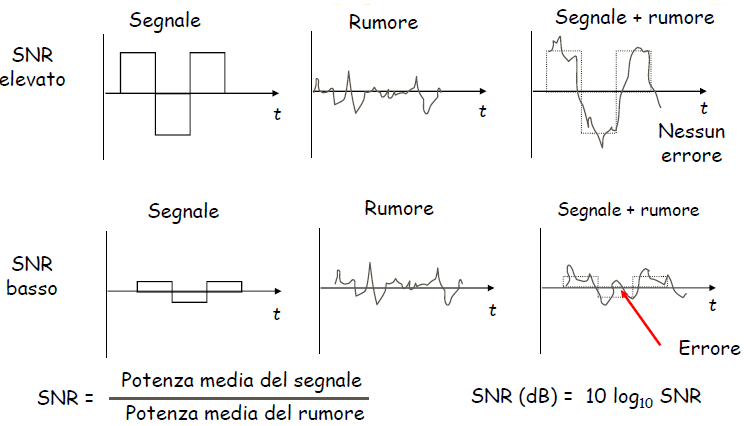 Segnale
Rumore
Segnale + rumore
SNR
elevato
t
t
t
Nessun
errore
Segnale
Rumore
Segnale + rumore
SNR
basso
t
t
t
Errore
SNR = Potenza media del segnale
Potenza media del rumore
SNR (dB) = 10 log₁₀ SNR